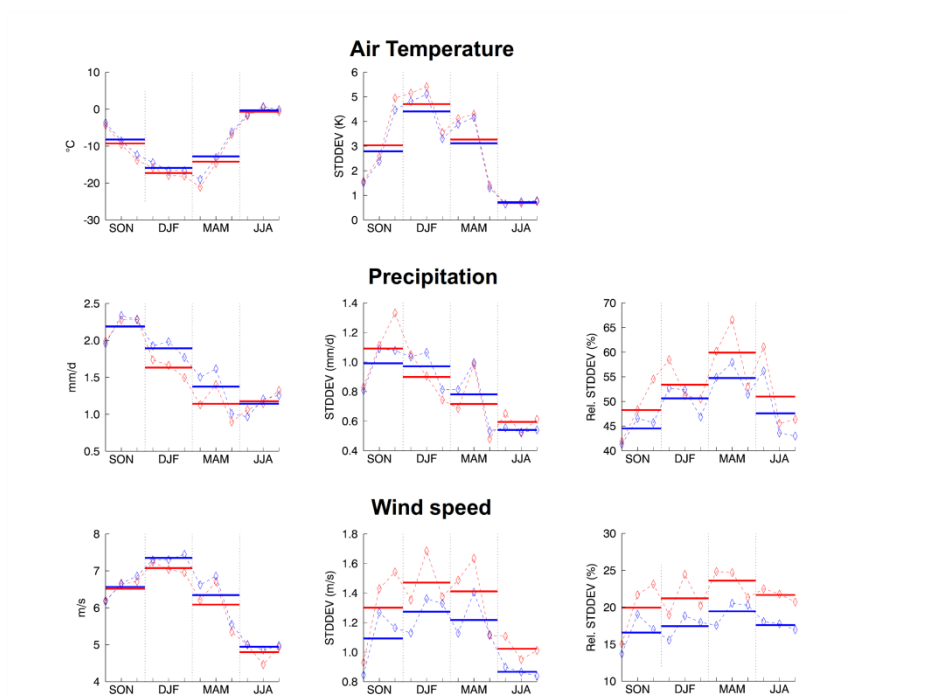 Air Temperature
°C
10
0
-10
-20
-30
SON DJF MAM JJA
STDDEV (K)
6
5
4
3
2
1
0
SON DJF MAM JJA
Precipitation
mm/d
2.5
2.0
1.5
1.0
0.5
SON DJF MAM JJA
STDDEV (mm/d)
1.4
1.2
1.0
0.8
0.6
0.4
SON DJF MAM JJA
Rel. STDDEV (%)
70
65
60
55
50
45
40
SON DJF MAM JJA
Wind speed
m/s
8
7
6
5
4
SON DJF MAM JJA
STDDEV (m/s)
1.8
1.6
1.4
1.2
1.0
0.8
SON DJF MAM JJA
Rel. STDDEV (%)
30
25
20
15
10
SON DJF MAM JJA